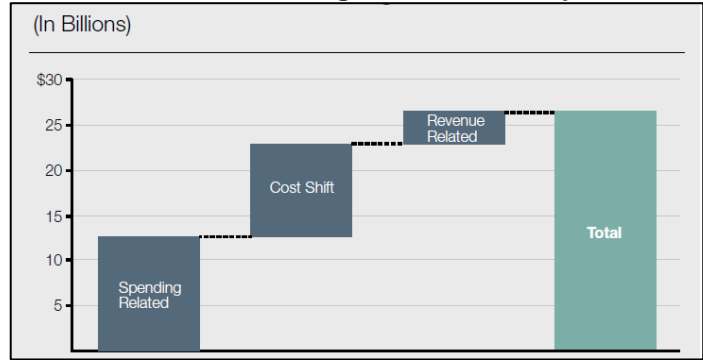 (In Billions)
$30
25
20
15
10
5
Revenue
Related
Cost Shift
Total
Spending
Related